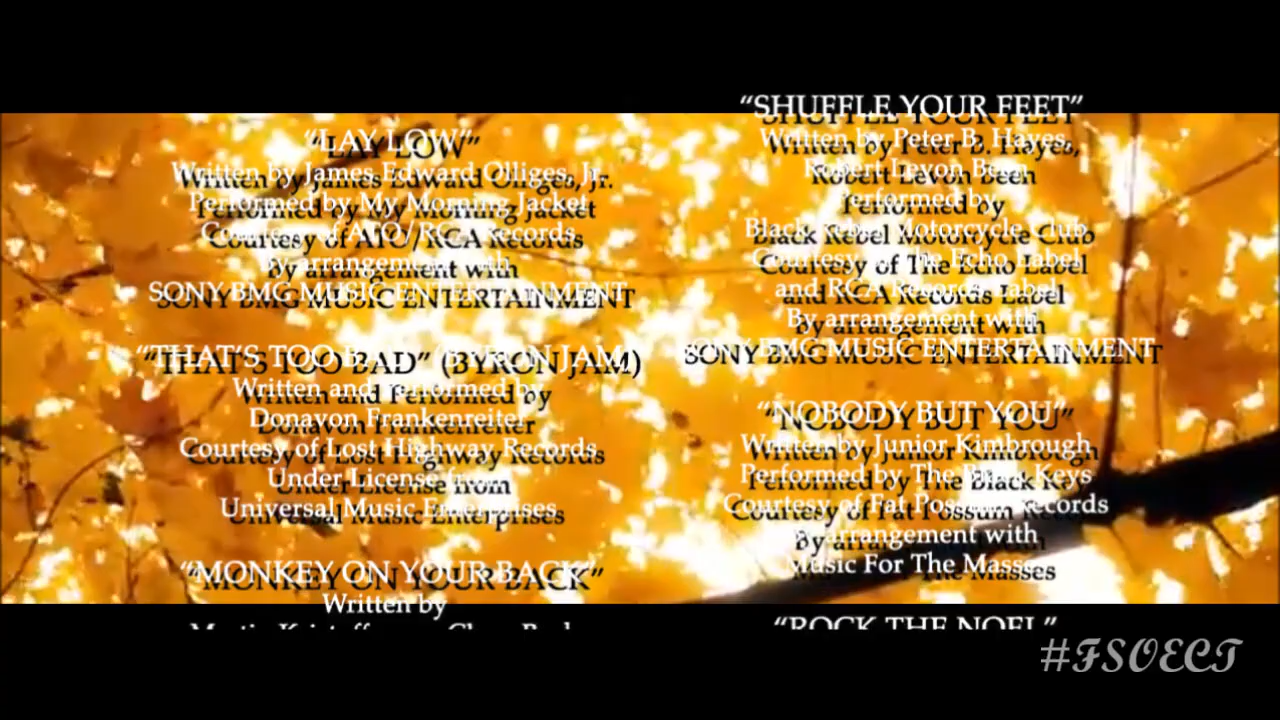 “LAY LOW”
Written by James Edward Olliges, Jr.
Performed by My Morning Jacket
Courtesy of ATO/RCA Records
By arrangement with
SONY BMG MUSIC ENTERTAINMENT
“THAT’S TOO BAD” (BYRON JAM)
Written and Performed by
Donavon Frankenreiter
Courtesy of Lost Highway Records
Under License from
Universal Music Enterprises
“MONKEY ON YOUR BACK”
Written by
“SHUFFLE YOUR FEET”
Written by Peter B. Hayes,
Robert Levon Been
Performed by
Black Rebel Motorcycle Club
Courtesy of The Echo Label
and RCA Records Label
By arrangement with
SONY BMG MUSIC ENTERTAINMENT
“NOBODY BUT YOU”
Written by Junior Kimbrough
Performed by The Black Keys
Courtesy of Fat Possum Records
By arrangement with
Music For The Masses
“ROCK THE NOEL”
#FSOECT